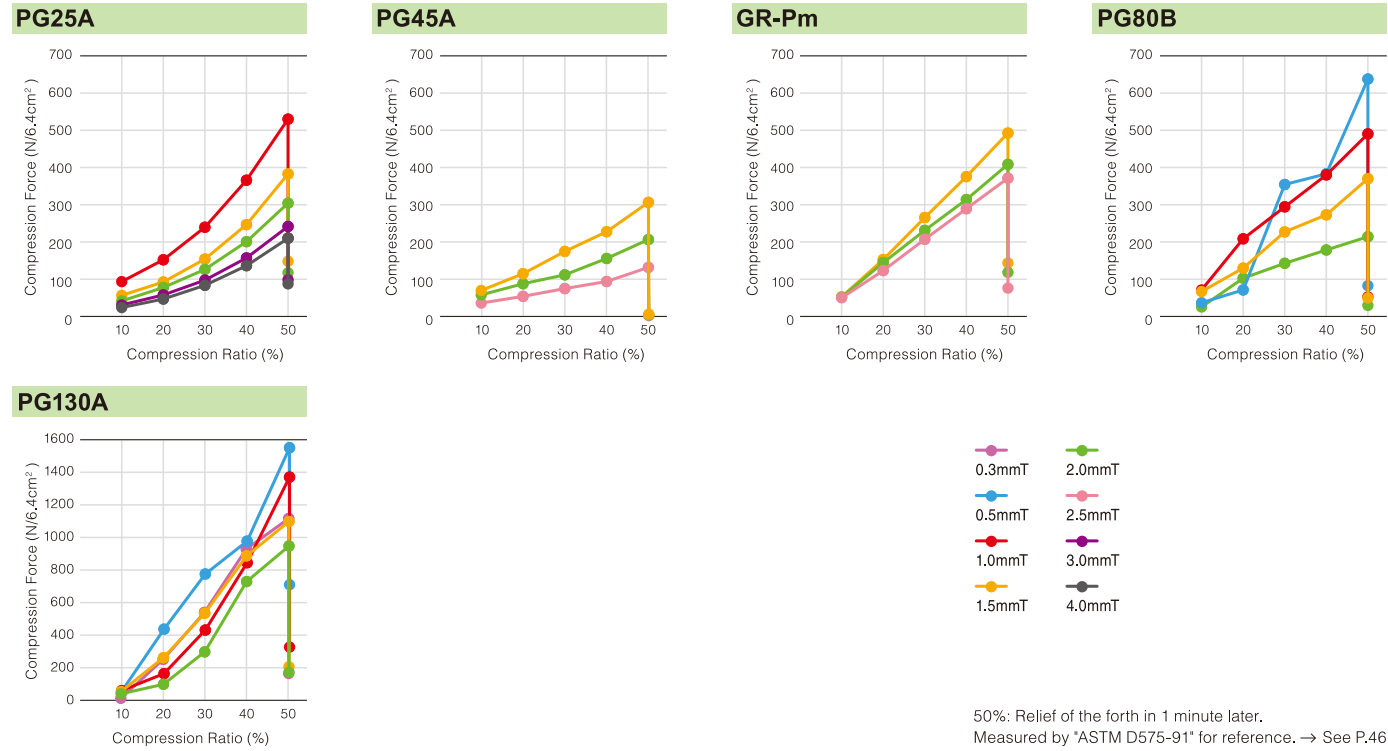 PG25A
700
600
500
400
300
200
100
0
10 20 30 40 50
Compression Force (N/6.4cm² )
Compression Ratio (%)
PG45A
700
600
500
400
300
200
100
0
10 20 30 40 50
Compression Force (N/6.4cm² )
Compression Ratio (%)
GR-Pm
700
600
500
400
300
200
100
0
10 20 30 40 50
Compression Force (N/6.4cm² )
Compression Ratio (%)
PG80B
700
600
500
400
300
200
100
0
10 20 30 40 50
Compression Force (N/6.4cm² )
Compression Ratio (%)
PG130A
1600
1400
1200
1000
800
600
400
200
0
10 20 30 40 50
Compression Force (N/6.4cm² )
Compression Ratio (%)
0.3mmT 2.0mmT
0.5mmT 2.5mmT
1.0mmT 3.0mmT
1.5mmT 4.0mmT
50%: Relief of the forth in 1 minute later.
Measured by "ASTM D575-91" for reference. → See P.46